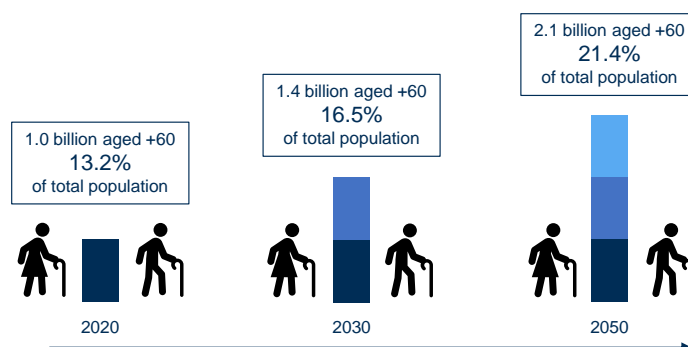 1.0 billion aged +60
13.2%
of total population
1.4 billion aged +60
16.5%
of total population
2.1 billion aged +60
21.4%
of total population
2020
2030
2050